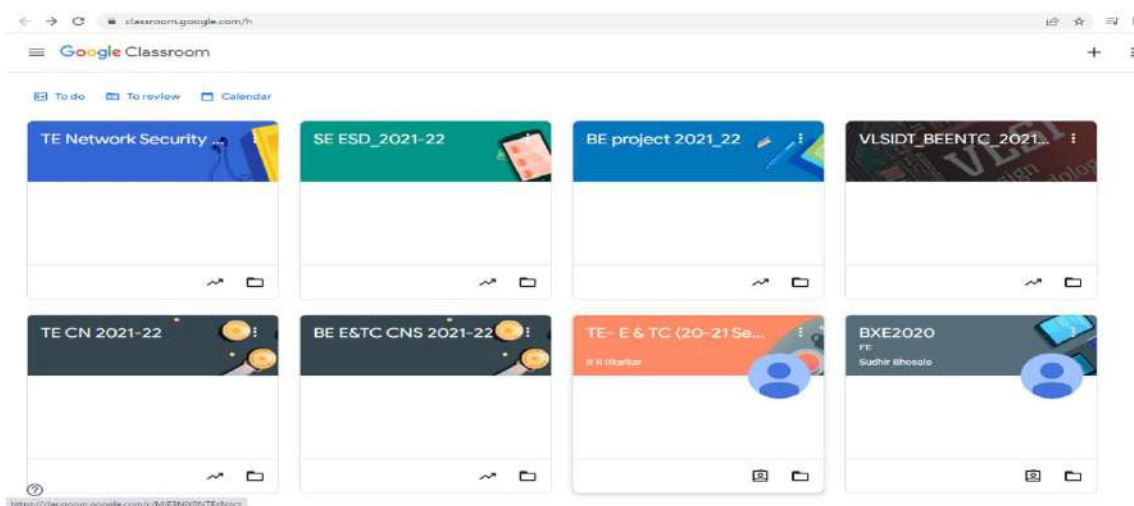 classroom.google.com/h
Google Classroom
To do To review Calendar
TE Network Security ...
SE ESD_2021-22
BE project 2021_22
VLSIDT_BEENTC_2021...
VLSI
TE CN 2021-22
BE E&TC CNS 2021-22
TE- E & TC (20-21 Se...
BXE2020
FE
Sudhir Bhosale